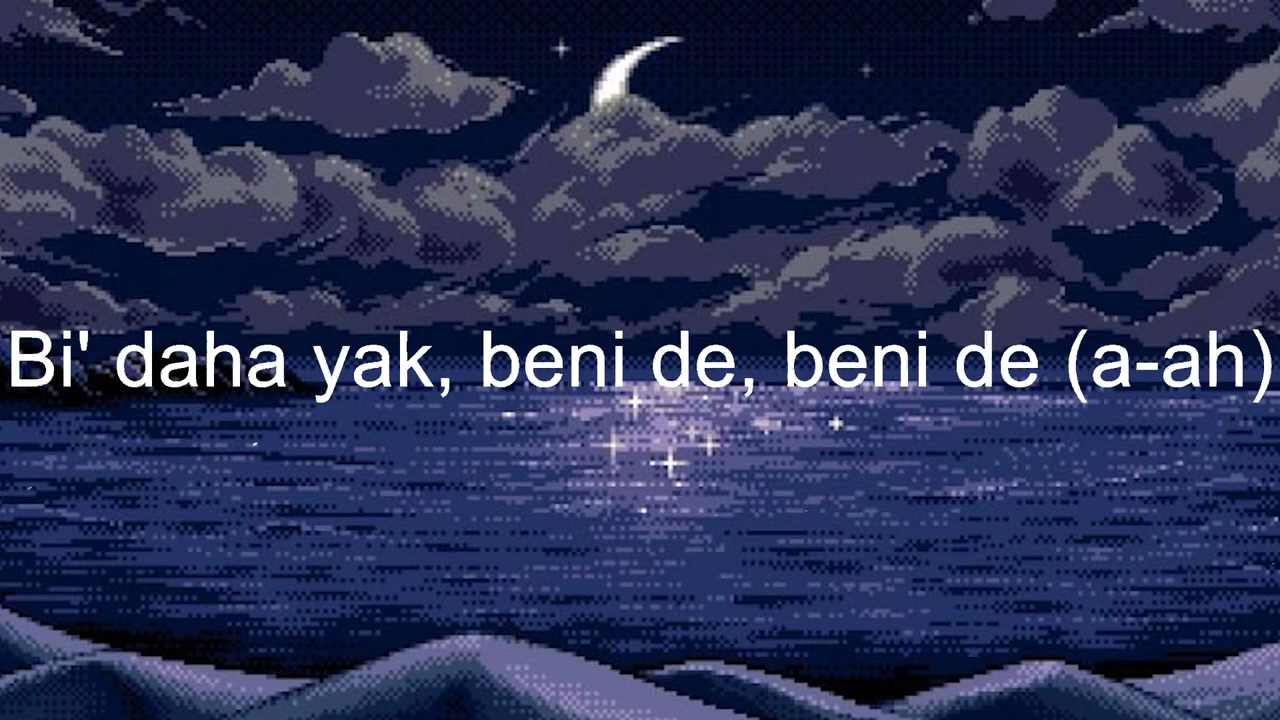 Bi' daha yak, beni de, beni de (a-ah)